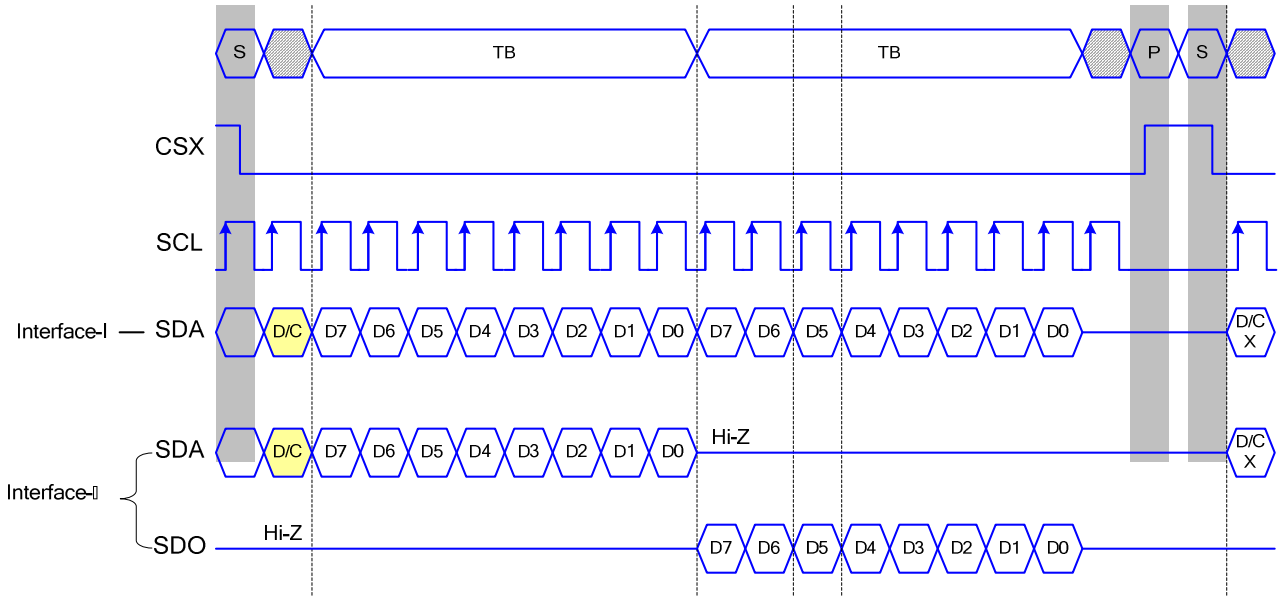 S TB TB P S
CSX
SCL
Interface-I SDA D/C D7 D6 D5 D4 D3 D2 D1 D0 D7 D6 D5 D4 D3 D2 D1 D0 D/C X
SDA D/C D7 D6 D5 D4 D3 D2 D1 D0 Hi-Z D/C X
Interface-▯
SDO Hi-Z D7 D6 D5 D4 D3 D2 D1 D0